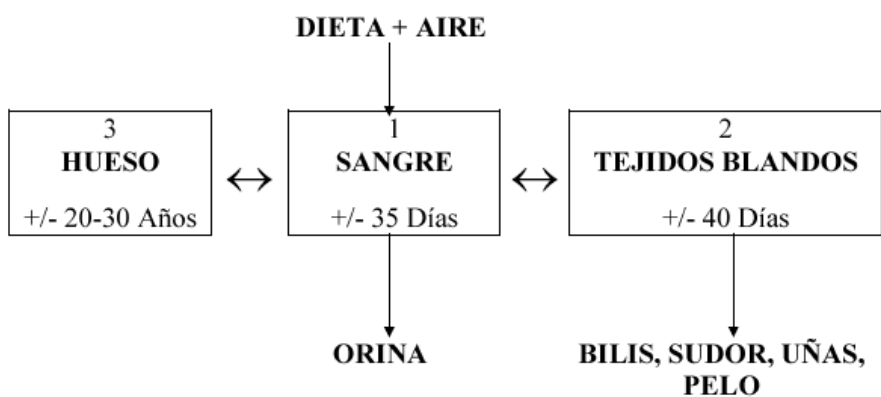 DIETA + AIRE
3
HUESO
+/- 20-30 Años
1
SANGRE
+/- 35 Días
2
TEJIDOS BLANDOS
+/- 40 Días
ORINA
BILIS, SUDOR, UÑAS,
PELO